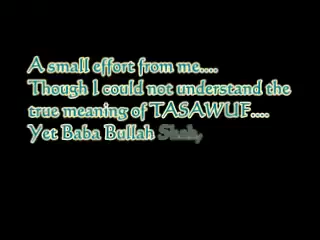 A small effort from me....
Though I could not understand the
true meaning of TASAWUF....
Yet Baba Bullah Shah,